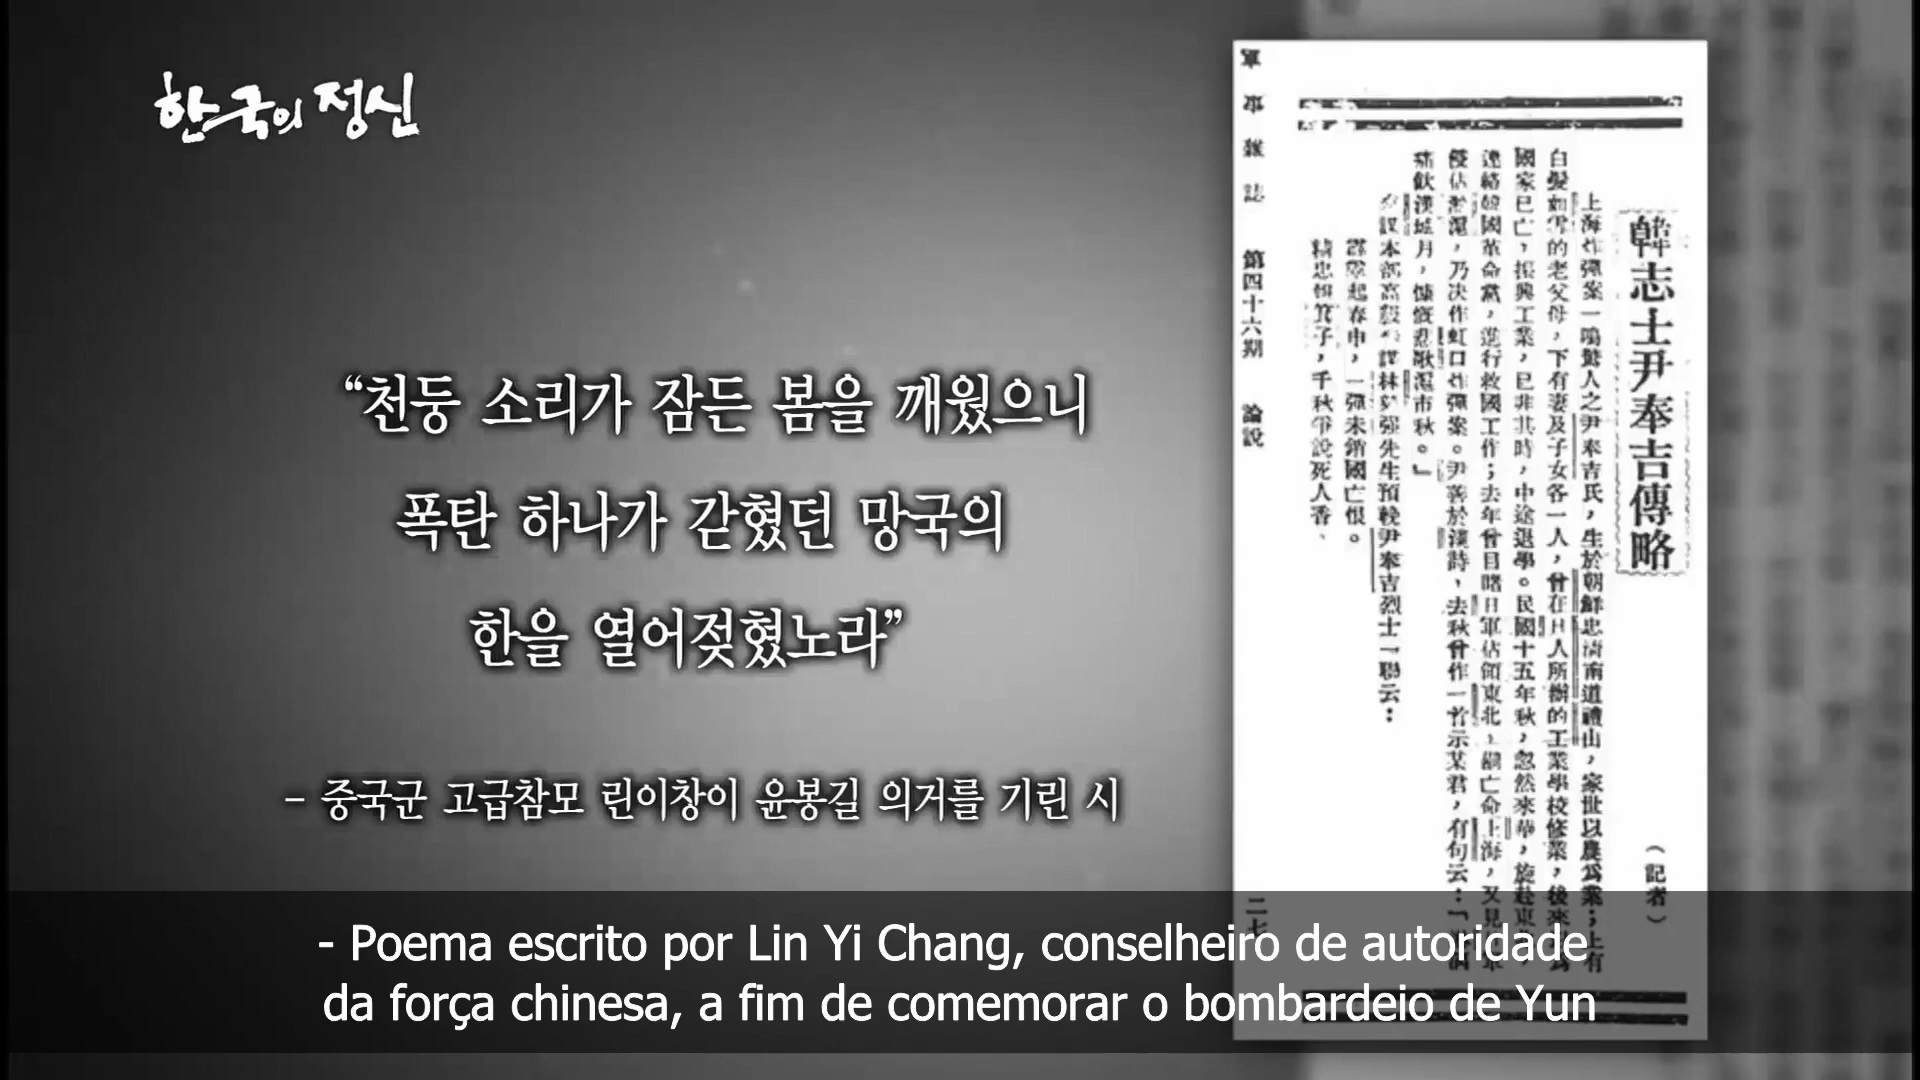 한국의 정신
“천둥 소리가 잠든 봄을 깨웠으니
폭탄 하나가 갇혔던 망국의
한을 열어젖혔노라”
- 중국군 고급참모 린이창이 윤봉길 의거를 기린 시
韓志士尹奉吉傳略
（記者）
上海炸彈案一鳴驚人之尹奉吉氏，生於朝鮮忠清南道禮山，家世以農爲業；上有
白髮如雪的老父母，下有妻及子女各一人，曾在日人所辦的工業學校修業，後來
國家已亡，振興工業，已非其時，中途退學。民國十五年秋，忽然來華，旋赴東
連絡韓國革命黨，進行救國工作；去年曾目睹日軍佔領東北，亡命上海，又見
侵佔淞滬，乃決作虹口炸彈案。尹善於漢詩，去秋曾作一首示某君，有句云：「
痛飲漢城月，慷慨悲歌滬市秋。」
本部高級參謀林先生預輓尹奉吉烈士一聯云：
霹靂起春申，一彈未銷國亡恨。
精忠報箕子，千秋爭說死人香、
軍事雜誌 第四十六期 論說
二七
- Poema escrito por Lin Yi Chang, conselheiro de autoridade
da força chinesa, a fim de comemorar o bombardeio de Yun